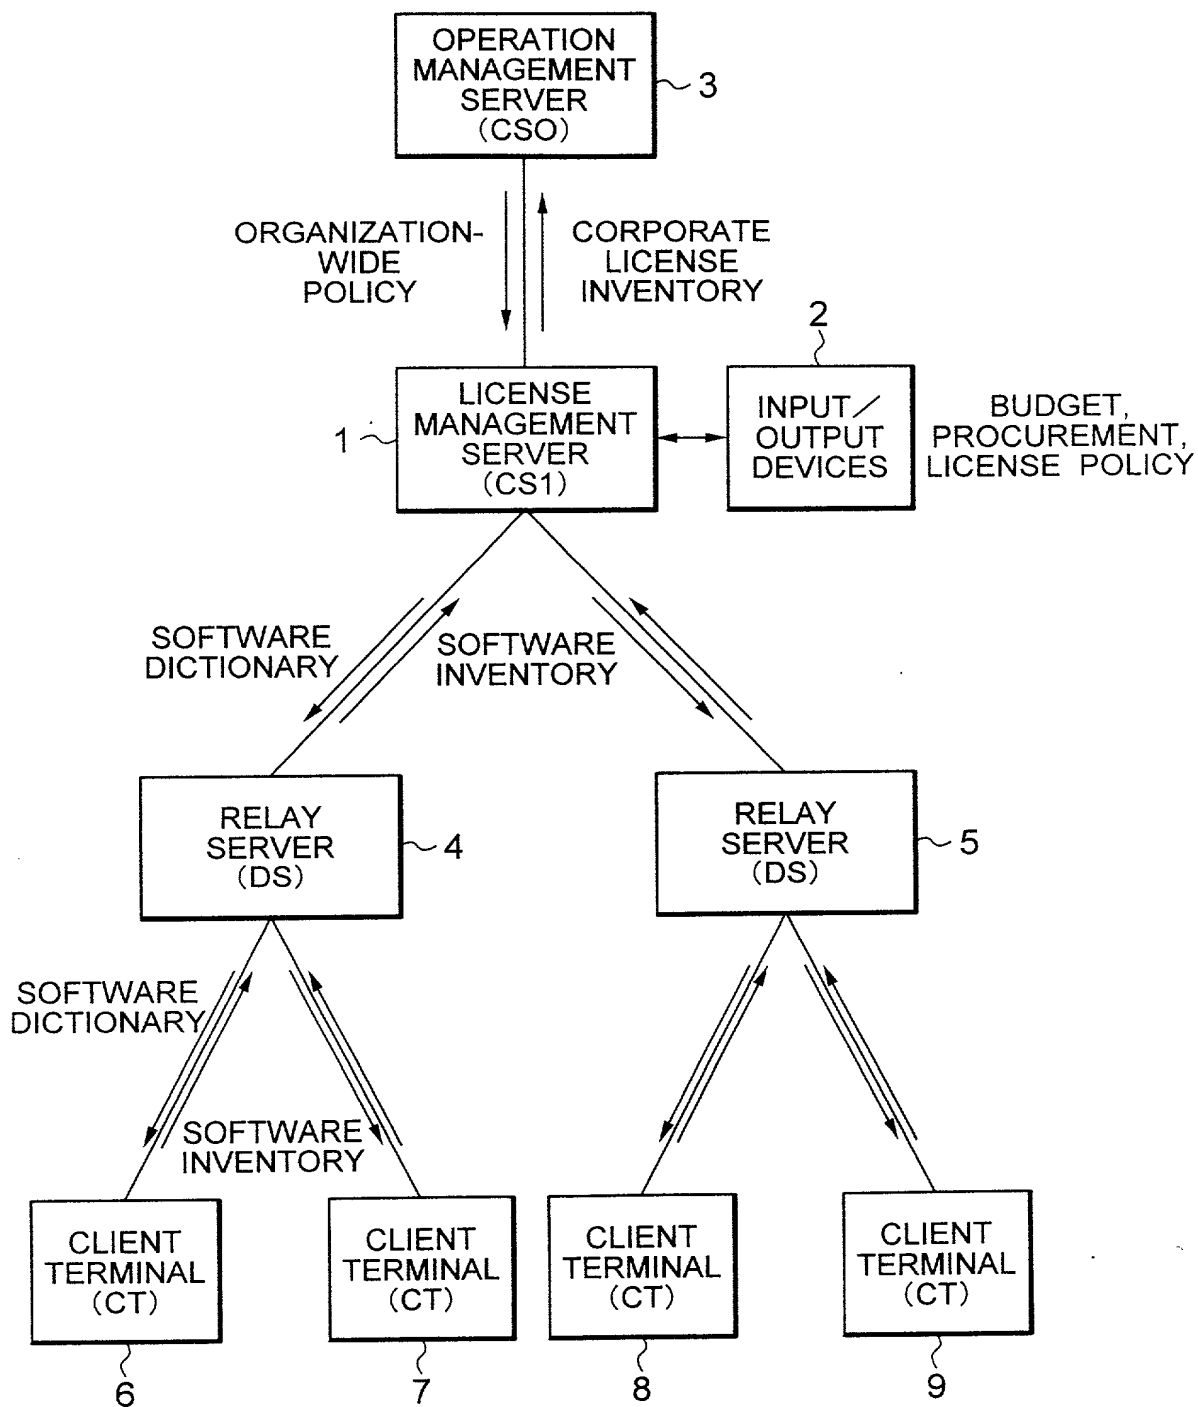 OPERATION
MANAGEMENT
SERVER
(CSO)
3
ORGANIZATION-
WIDE
POLICY
CORPORATE
LICENSE
INVENTORY
2
LICENSE
MANAGEMENT
SERVER
(CS1)
1
INPUT/
OUTPUT
DEVICES
BUDGET,
PROCUREMENT,
LICENSE POLICY
SOFTWARE
DICTIONARY
SOFTWARE
INVENTORY
RELAY
SERVER
(DS)
4
RELAY
SERVER
(DS)
5
SOFTWARE
DICTIONARY
SOFTWARE
INVENTORY
CLIENT
TERMINAL
(CT)
6
CLIENT
TERMINAL
(CT)
7
CLIENT
TERMINAL
(CT)
8
CLIENT
TERMINAL
(CT)
9